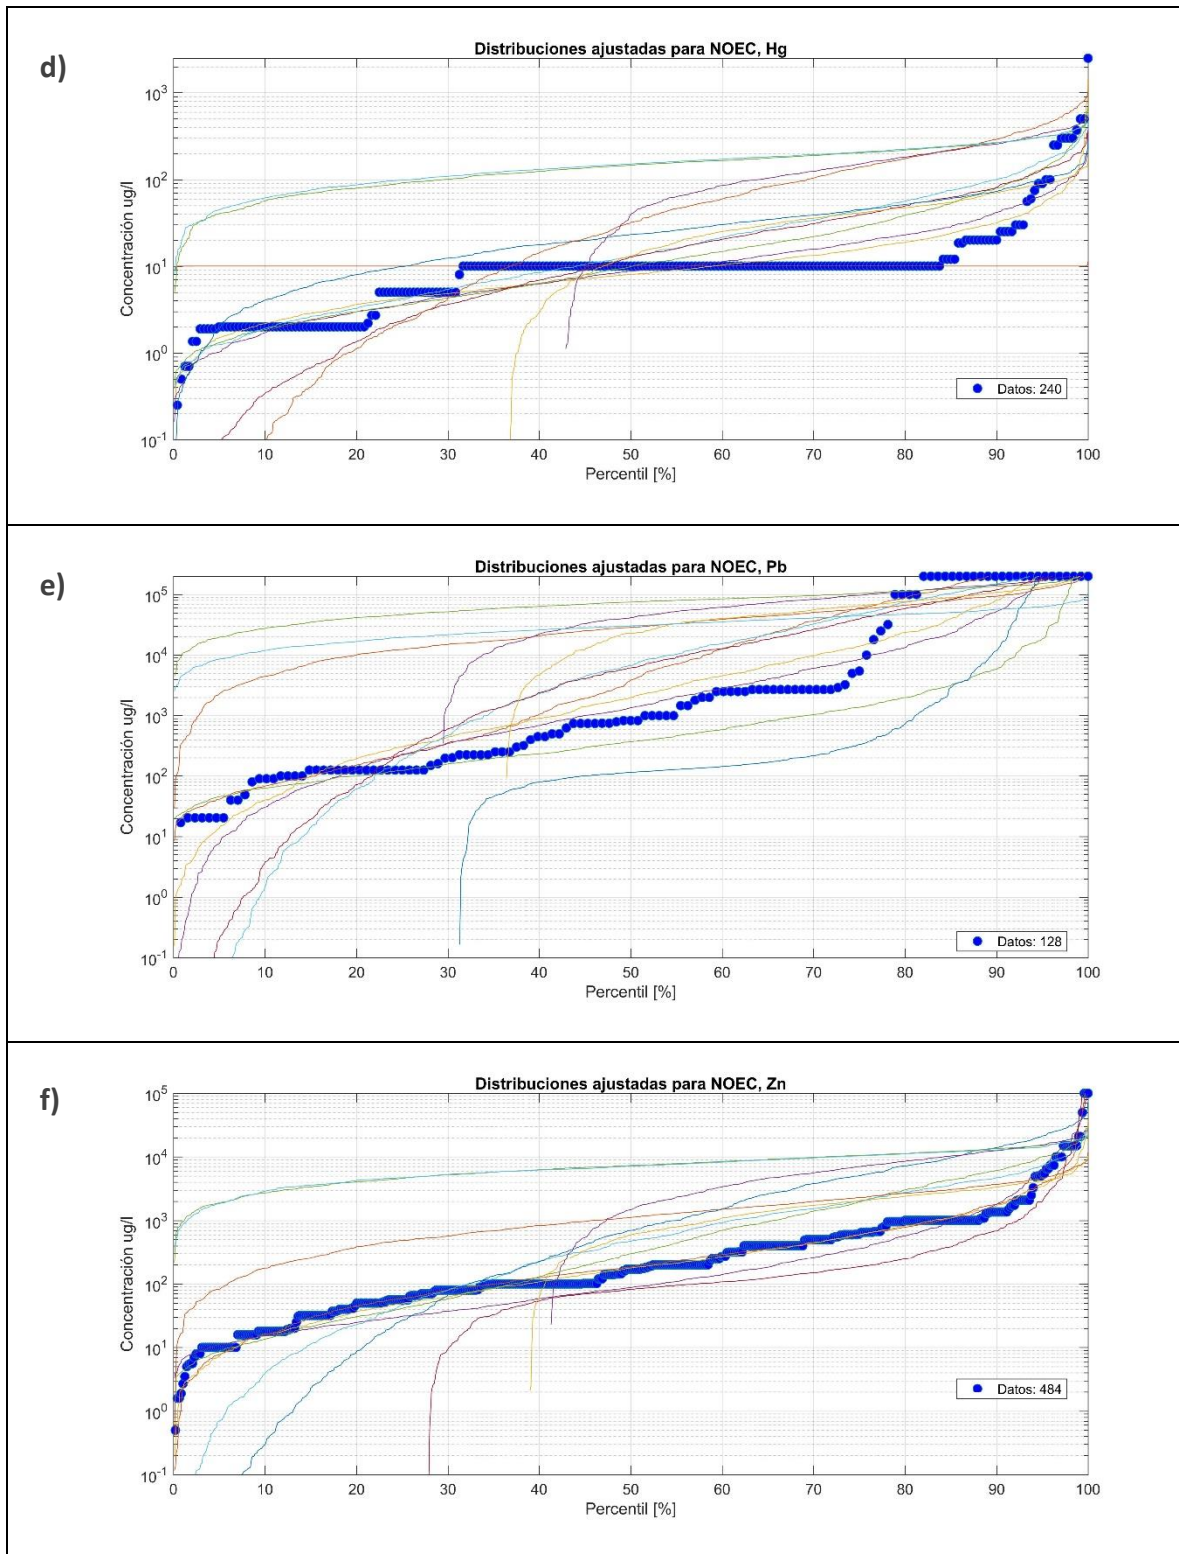 d)
Distribuciones ajustadas para NOEC, Hg
Concentración ug/l
10^3
10^2
10^1
10^0
10^-1
Datos: 240
0 10 20 30 40 50 60 70 80 90 100
Percentil [%]
e)
Distribuciones ajustadas para NOEC, Pb
Concentración ug/l
10^5
10^4
10^3
10^2
10^1
10^0
10^-1
Datos: 128
0 10 20 30 40 50 60 70 80 90 100
Percentil [%]
f)
Distribuciones ajustadas para NOEC, Zn
Concentración ug/l
10^5
10^4
10^3
10^2
10^1
10^0
10^-1
Datos: 484
0 10 20 30 40 50 60 70 80 90 100
Percentil [%]